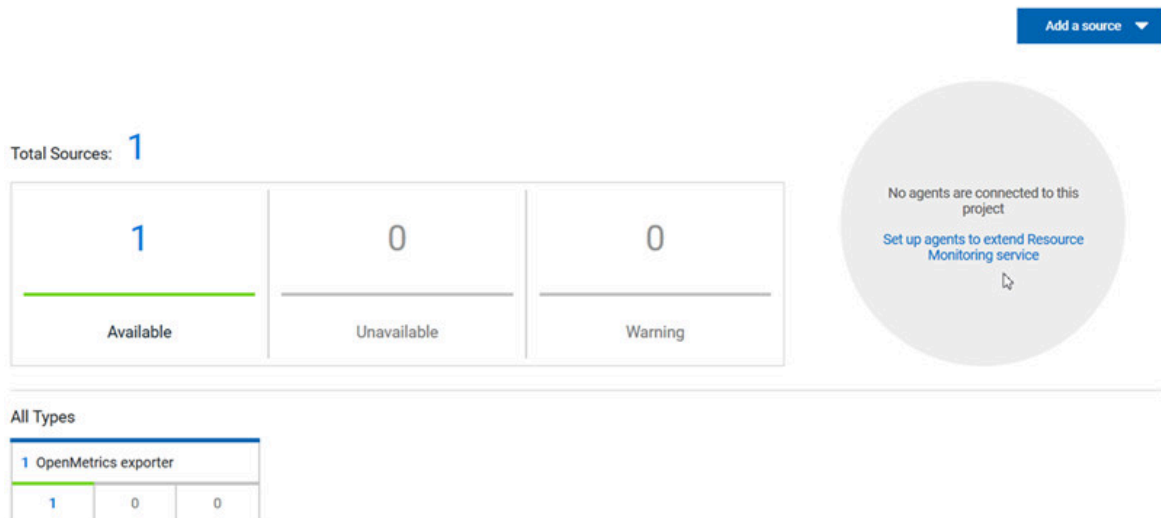 Add a source
Total Sources: 1
1
0
0
Available
Unavailable
Warning
No agents are connected to this
project
Set up agents to extend Resource
Monitoring service
All Types
1 OpenMetrics exporter
1
0
0